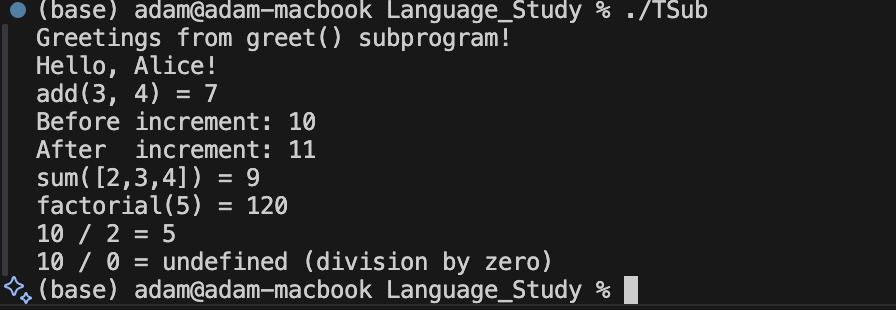 (base) adam@adam-macbook Language_Study % ./TSub
Greetings from greet() subprogram!
Hello, Alice!
add(3, 4) = 7
Before increment: 10
After  increment: 11
sum([2,3,4]) = 9
factorial(5) = 120
10 / 2 = 5
10 / 0 = undefined (division by zero)
(base) adam@adam-macbook Language_Study %